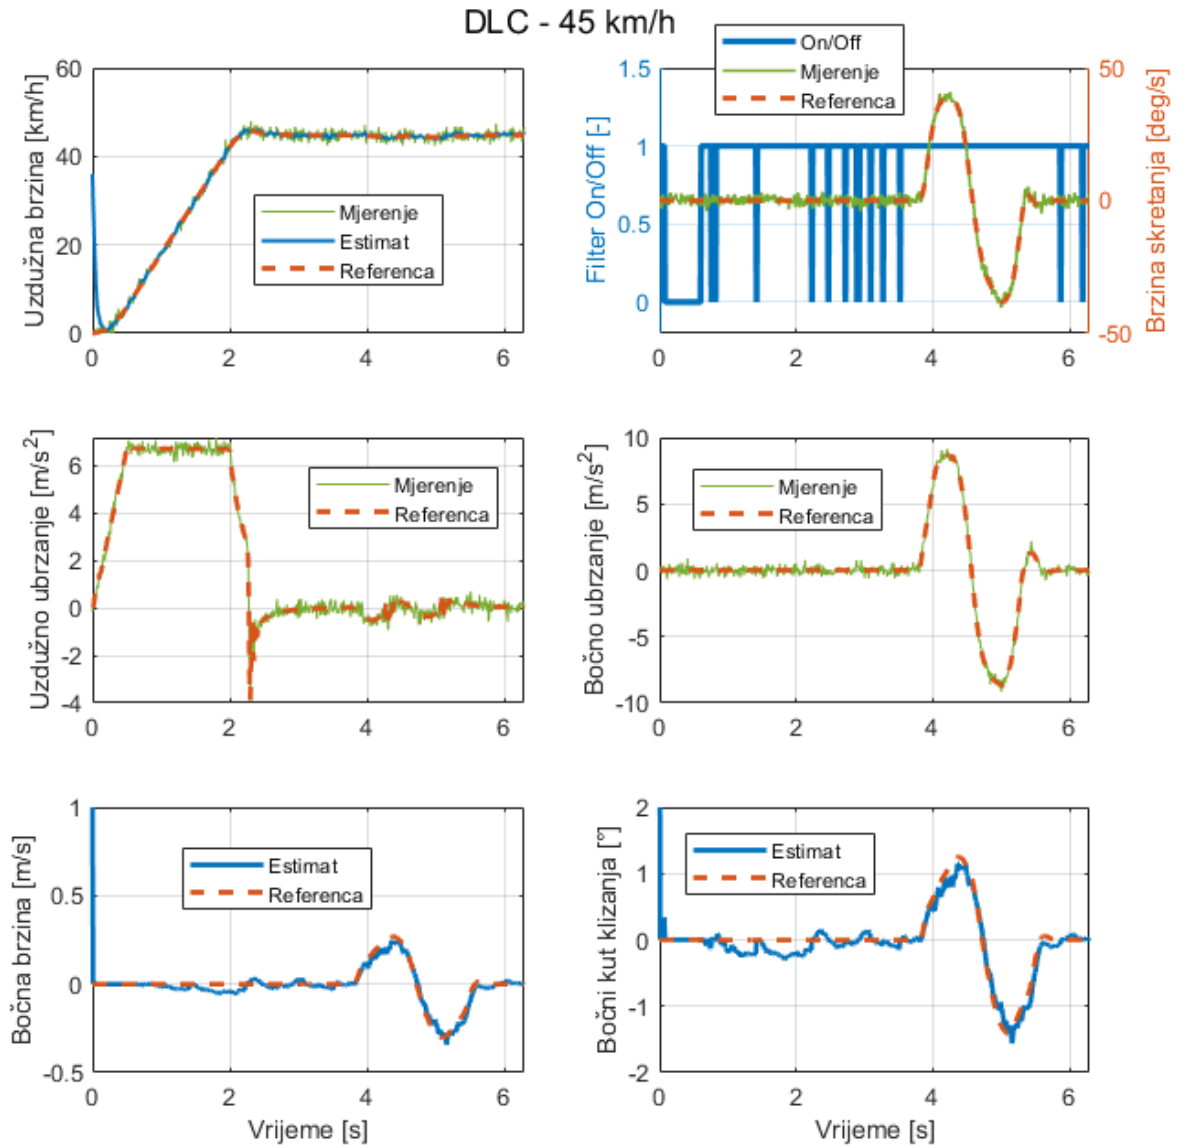 DLC - 45 km/h
Uzdužna brzina [km/h]
60
40
20
0
Mjerenje
Estimat
Referenca
0
2
4
6
On/Off
Mjerenje
Referenca
Filter On/Off [-]
1.5
1
0.5
0
50
0
-50
Brzina skretanja [deg/s]
0
2
4
6
Uzdužno ubrzanje [m/s²]
6
4
2
0
-2
-4
Mjerenje
Referenca
0
2
4
6
Bočno ubrzanje [m/s²]
10
5
0
-5
-10
Mjerenje
Referenca
0
2
4
6
Bočna brzina [m/s]
1
0.5
0
-0.5
Estimat
Referenca
0
2
4
6
Vrijeme [s]
Bočni kut klizanja [°]
2
1
0
-1
-2
Estimat
Referenca
0
2
4
6
Vrijeme [s]